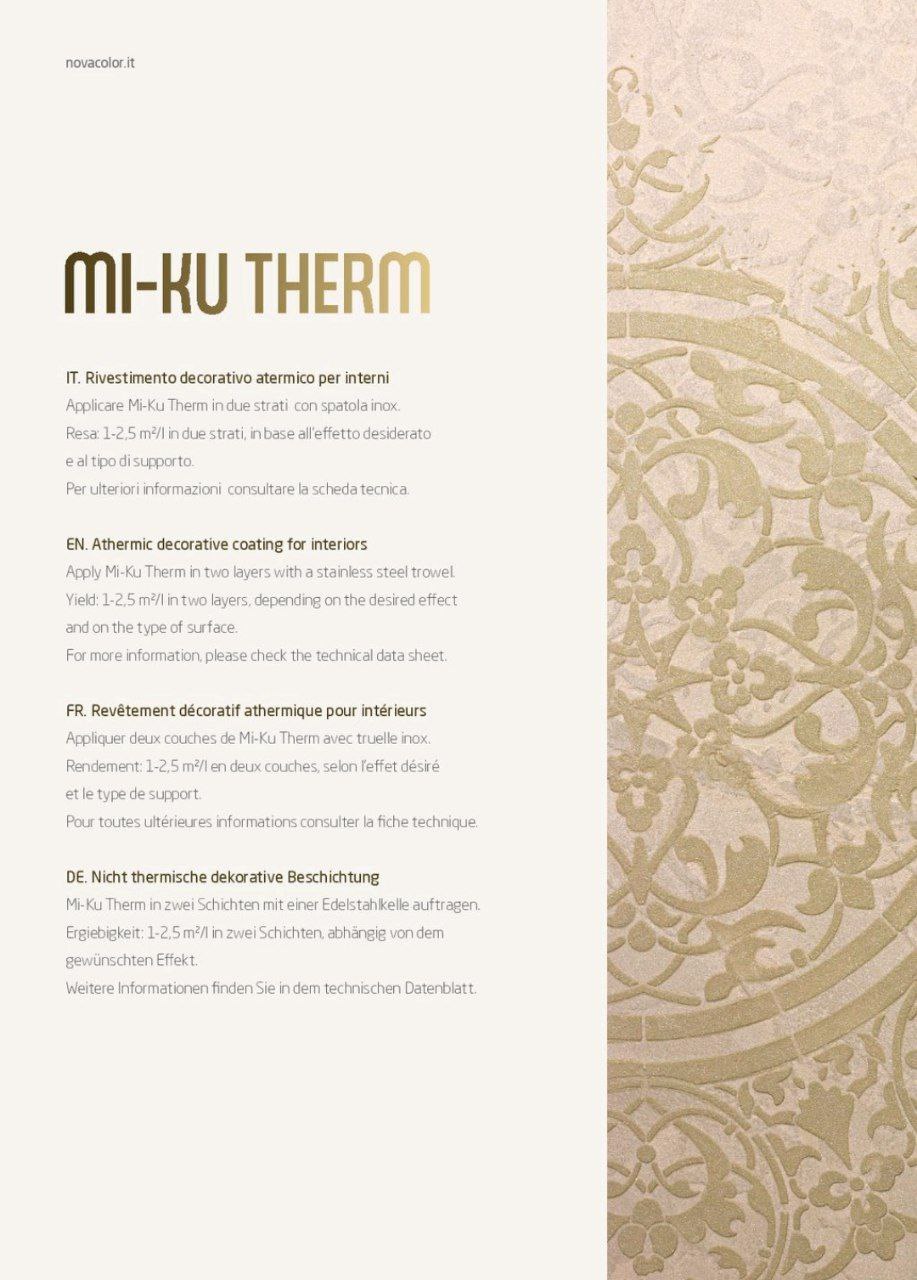 novacolor.it
MI-KU THERM
IT. Rivestimento decorativo atermico per interni
Applicare Mi-Ku Therm in due strati con spatola inox.
Resa: 1-2,5 m²/l in due strati, in base all'effetto desiderato
e al tipo di supporto.
Per ulteriori informazioni consultare la scheda tecnica.
EN. Athermic decorative coating for interiors
Apply Mi-Ku Therm in two layers with a stainless steel trowel.
Yield: 1-2,5 m²/l in two layers, depending on the desired effect
and on the type of surface.
For more information, please check the technical data sheet.
FR. Revêtement décoratif athermique pour intérieurs
Appliquer deux couches de Mi-Ku Therm avec truelle inox.
Rendement: 1-2,5 m²/l en deux couches, selon l'effet désiré
et le type de support.
Pour toutes ultérieures informations consulter la fiche technique.
DE. Nicht thermische dekorative Beschichtung
Mi-Ku Therm in zwei Schichten mit einer Edelstahlkelle auftragen.
Ergiebigkeit: 1-2,5 m²/l in zwei Schichten, abhängig von dem
gewünschten Effekt.
Weitere Informationen finden Sie in dem technischen Datenblatt.